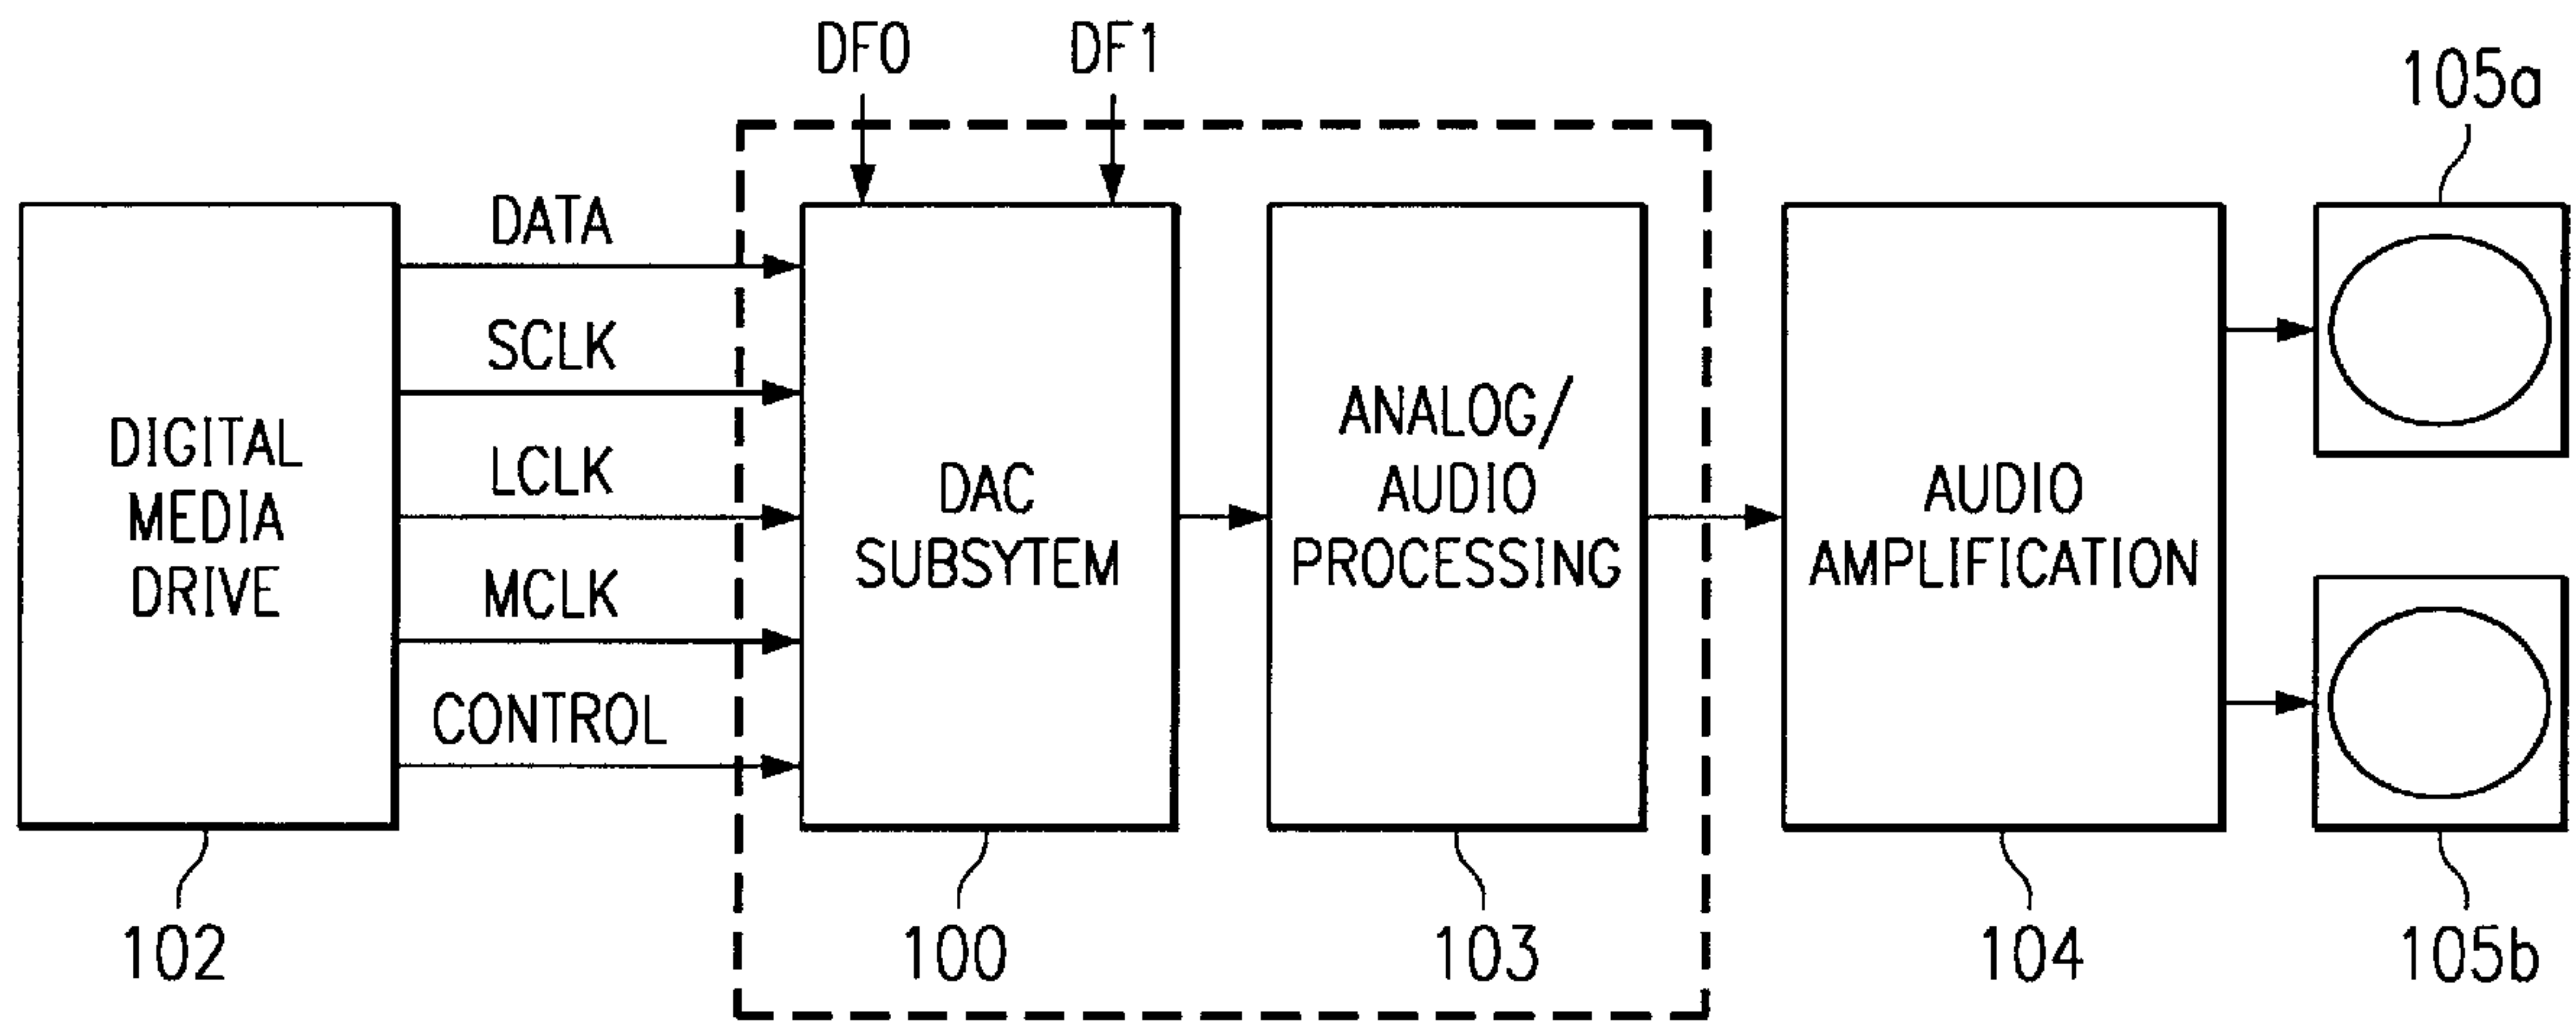 DF0
DF1
105a
DATA
SCLK
LCLK
MCLK
CONTROL
DIGITAL
MEDIA
DRIVE
DAC
SUBSYTEM
ANALOG/
AUDIO
PROCESSING
AUDIO
AMPLIFICATION
102
100
103
104
105b